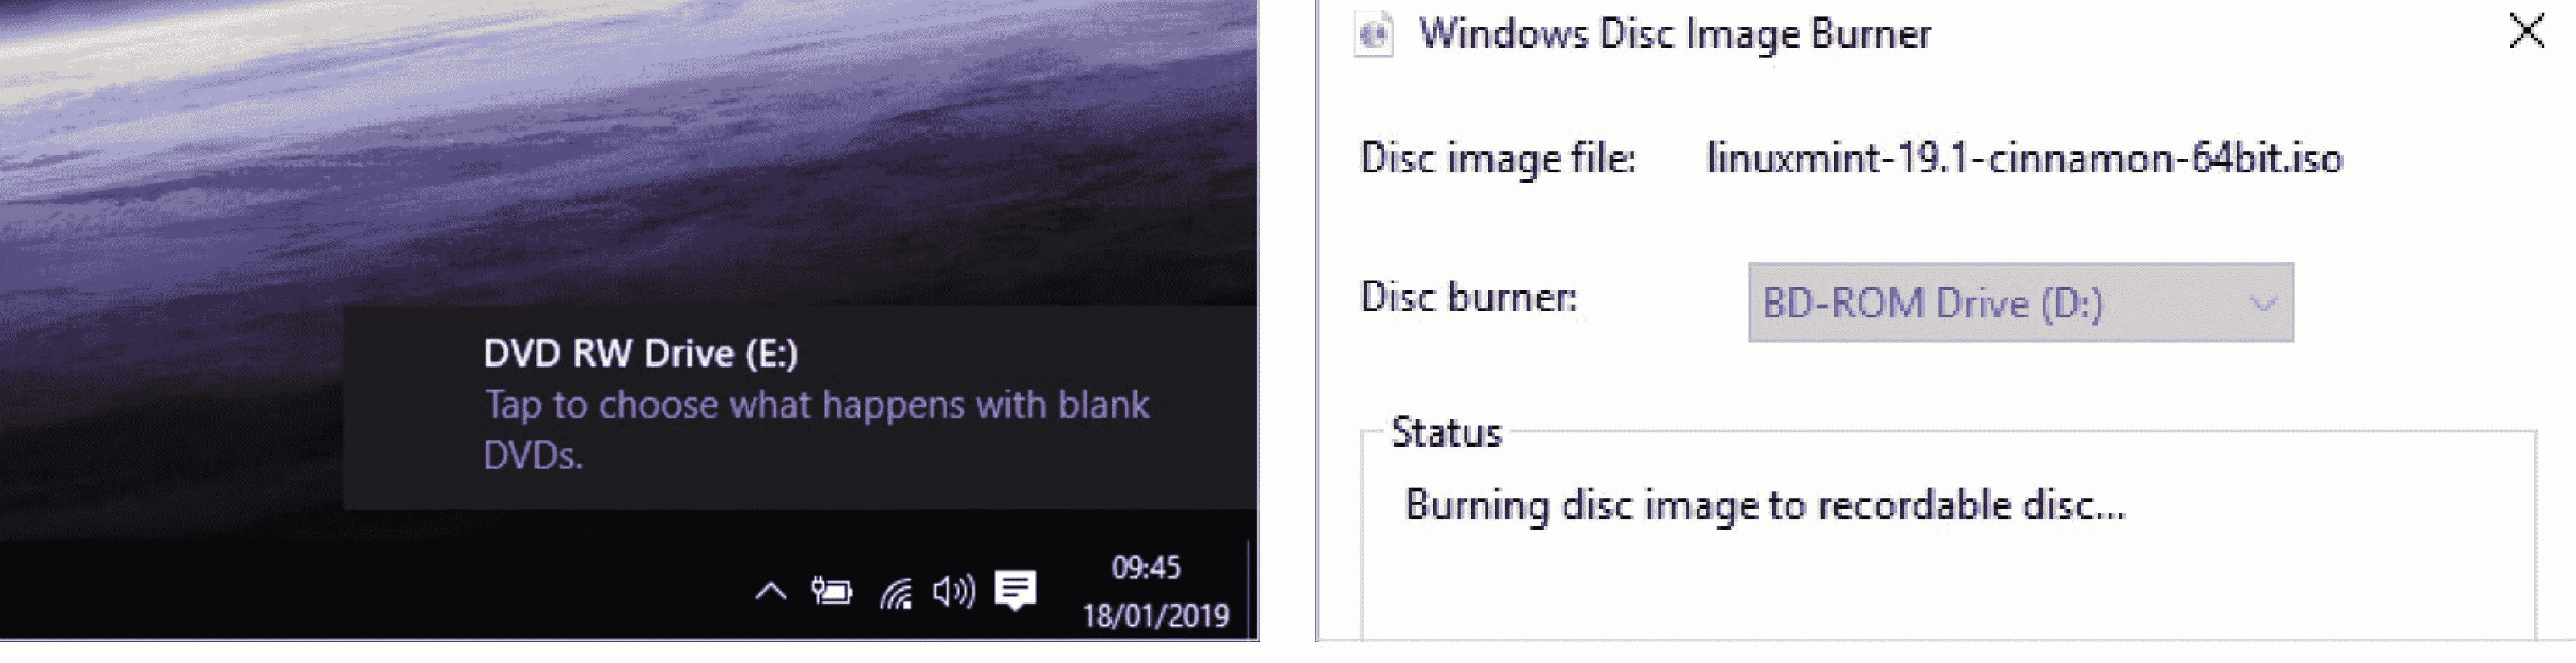 DVD RW Drive (E:)
Tap to choose what happens with blank
DVDs.
09:45
18/01/2019
Windows Disc Image Burner
Disc image file: linuxmint-19.1-cinnamon-64bit.iso
Disc burner: BD-ROM Drive (D:)
Status
Burning disc image to recordable disc...